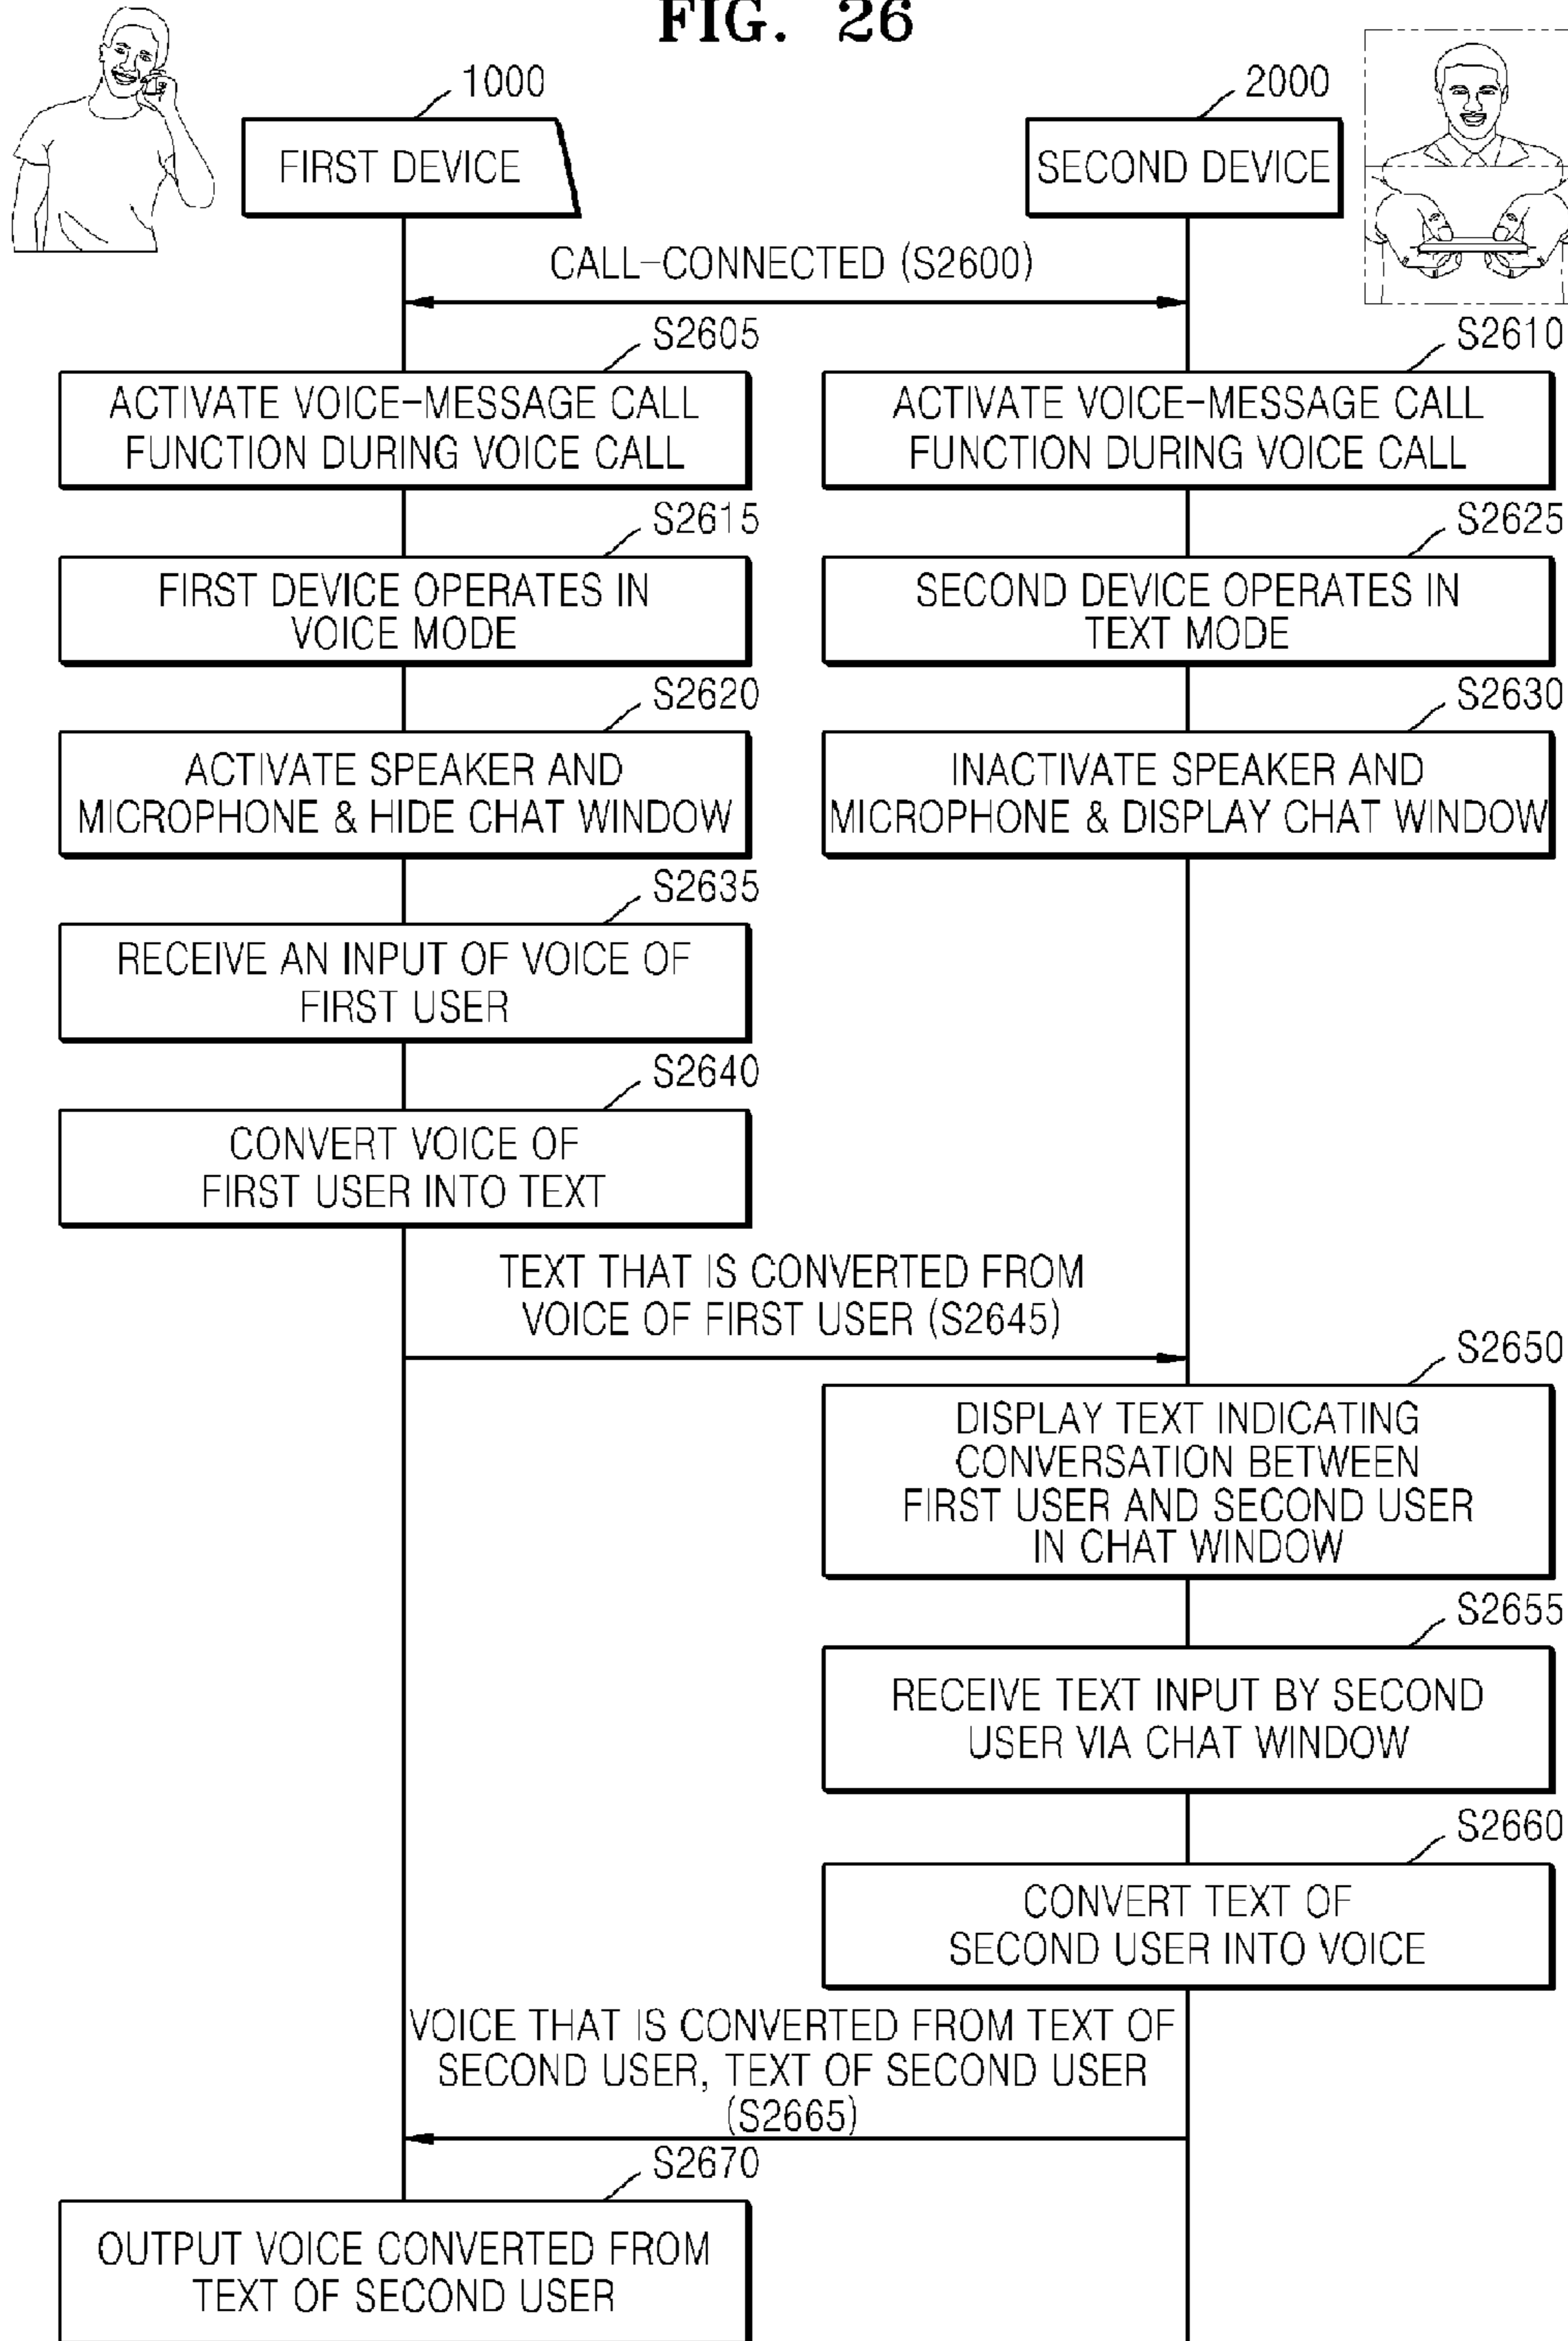 FIG. 26
1000
FIRST DEVICE
2000
SECOND DEVICE
CALL-CONNECTED (S2600)
S2605
ACTIVATE VOICE-MESSAGE CALL
FUNCTION DURING VOICE CALL
S2610
ACTIVATE VOICE-MESSAGE CALL
FUNCTION DURING VOICE CALL
S2615
FIRST DEVICE OPERATES IN
VOICE MODE
S2625
SECOND DEVICE OPERATES IN
TEXT MODE
S2620
ACTIVATE SPEAKER AND
MICROPHONE & HIDE CHAT WINDOW
S2630
INACTIVATE SPEAKER AND
MICROPHONE & DISPLAY CHAT WINDOW
S2635
RECEIVE AN INPUT OF VOICE OF
FIRST USER
S2640
CONVERT VOICE OF
FIRST USER INTO TEXT
TEXT THAT IS CONVERTED FROM
VOICE OF FIRST USER (S2645)
S2650
DISPLAY TEXT INDICATING
CONVERSATION BETWEEN
FIRST USER AND SECOND USER
IN CHAT WINDOW
S2655
RECEIVE TEXT INPUT BY SECOND
USER VIA CHAT WINDOW
S2660
CONVERT TEXT OF
SECOND USER INTO VOICE
VOICE THAT IS CONVERTED FROM TEXT OF
SECOND USER, TEXT OF SECOND USER
(S2665)
S2670
OUTPUT VOICE CONVERTED FROM
TEXT OF SECOND USER